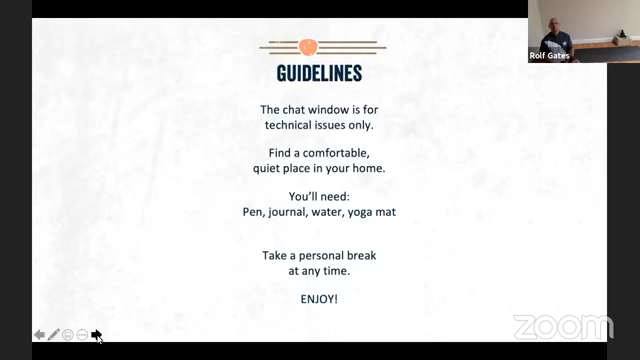 GUIDELINES
The chat window is for
technical issues only.
Find a comfortable,
quiet place in your home.
You'll need:
Pen, journal, water, yoga mat
Take a personal break
at any time.
ENJOY!
Rolf Gates
zoom